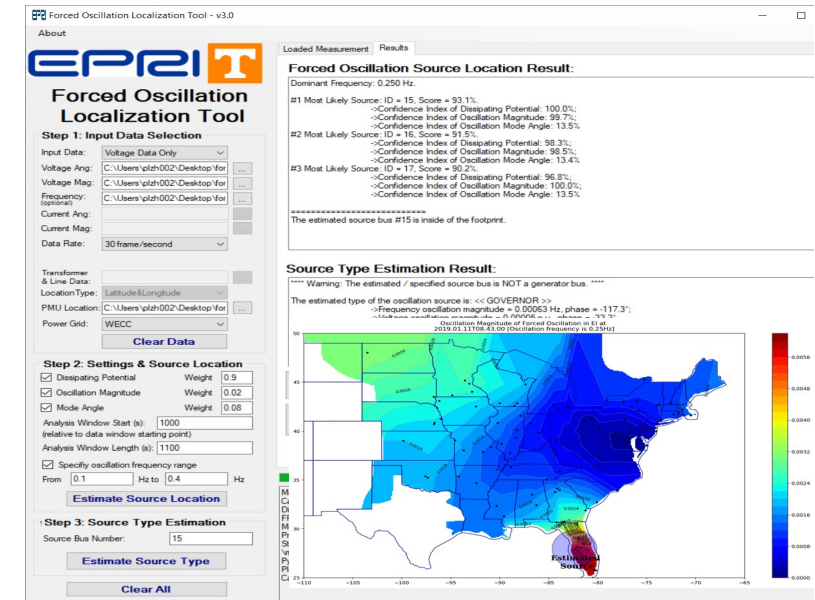 Forced Oscillation Localization Tool - v3.0
About
EPRI T
Forced Oscillation
Localization Tool
Step 1: Input Data Selection
Input Data: Voltage Data Only
Voltage Ang: C:\Users\plzh002\Desktop\for ...
Voltage Mag: C:\Users\plzh002\Desktop\for ...
Frequency: C:\Users\plzh002\Desktop\for ...
(optional)
Current Ang: ...
Current Mag: ...
Data Rate: 30 frame/second
Transformer
& Line Data: ...
Location Type: Latitude&Longitude
PMU Location: C:\Users\plzh002\Desktop\for ...
Power Grid: WECC
Clear Data
Step 2: Settings & Source Location
Dissipating Potential Weight 0.9
Oscillation Magnitude Weight 0.02
Mode Angle Weight 0.08
Analysis Window Start (s): 1000
(relative to data window starting point)
Analysis Window Length (s): 1100
Specifiy oscillation frequency range
From 0.1 Hz to 0.4 Hz
Estimate Source Location
Step 3: Source Type Estimation
Source Bus Number: 15
Estimate Source Type
Clear All
Loaded Measurement Results
Forced Oscillation Source Location Result:
Dominant Frequency: 0.250 Hz.
#1 Most Likely Source: ID = 15, Score = 93.1%.
->Confidence Index of Dissipating Potential: 100.0%;
->Confidence Index of Oscillation Magnitude: 99.7%;
->Confidence Index of Oscillation Mode Angle: 13.5%
#2 Most Likely Source: ID = 16, Score = 91.5%.
->Confidence Index of Dissipating Potential: 98.3%;
->Confidence Index of Oscillation Magnitude: 98.5%;
->Confidence Index of Oscillation Mode Angle: 13.4%
#3 Most Likely Source: ID = 17, Score = 90.2%.
->Confidence Index of Dissipating Potential: 96.8%;
->Confidence Index of Oscillation Magnitude: 100.0%;
->Confidence Index of Oscillation Mode Angle: 13.5%
===========================
The estimated source bus #15 is inside of the footprint.
Source Type Estimation Result:
**** Warning: The estimated / specified source bus is NOT a generator bus. ****
The estimated type of the oscillation source is: << GOVERNOR >>
->Frequency oscillation magnitude = 0.00063 Hz, phase = -117.3°;
Oscillation Magnitude of Forced Oscillation in EI at
2019.01.11T08.43.00 [Oscillation frequency is 0.25Hz]
50
45
40
35
30
25
-110 -105 -100 -95 -90 -85 -80 -75 -70 -65
Estimated
Source
0.0056
0.0048
0.0040
0.0032
0.0024
0.0016
0.0008
0.0000